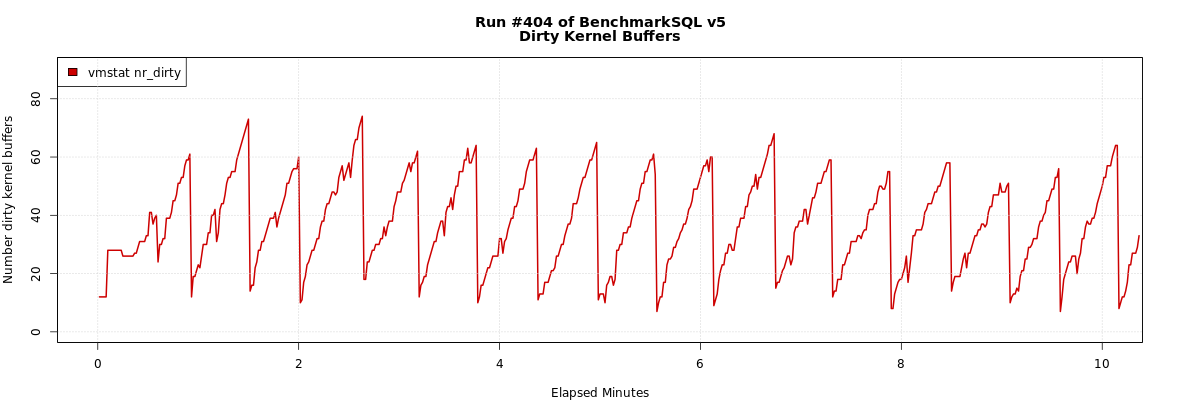 Run #404 of BenchmarkSQL v5
Dirty Kernel Buffers
vmstat nr_dirty
Number dirty kernel buffers
80
60
40
20
0
0 2 4 6 8 10
Elapsed Minutes